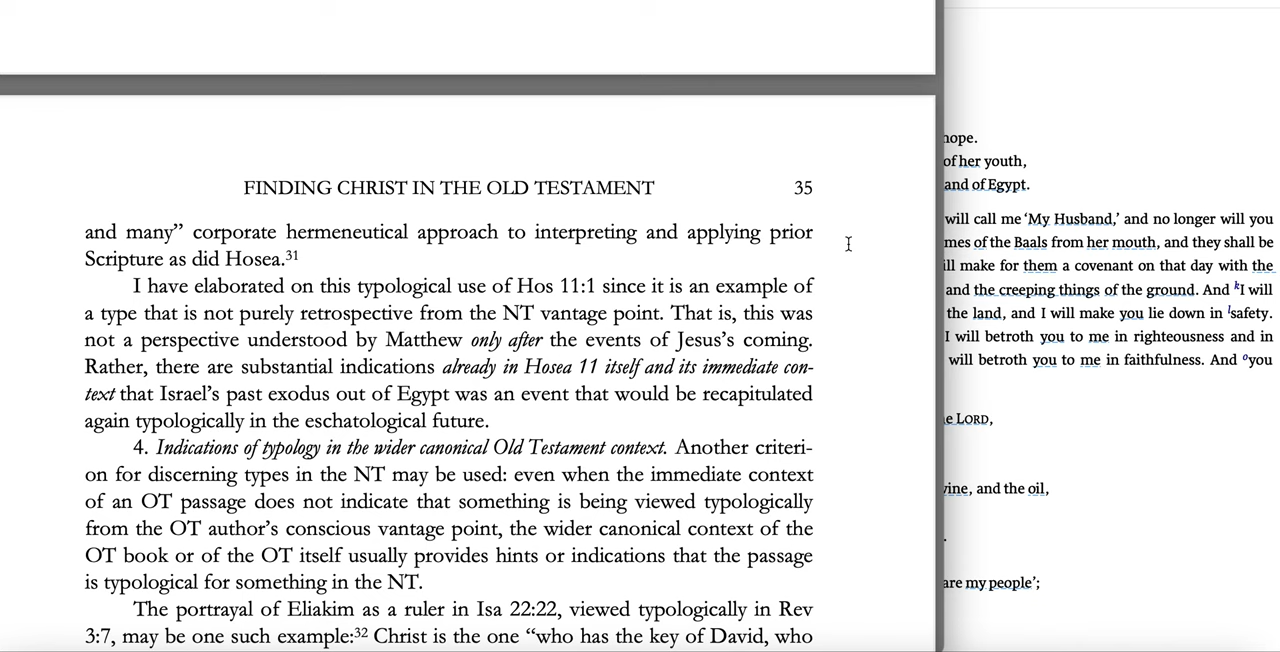 FINDING CHRIST IN THE OLD TESTAMENT 35
and many” corporate hermeneutical approach to interpreting and applying prior
Scripture as did Hosea.31
I have elaborated on this typological use of Hos 11:1 since it is an example of
a type that is not purely retrospective from the NT vantage point. That is, this was
not a perspective understood by Matthew only after the events of Jesus’s coming.
Rather, there are substantial indications already in Hosea 11 itself and its immediate con-
text that Israel’s past exodus out of Egypt was an event that would be recapitulated
again typologically in the eschatological future.
4. Indications of typology in the wider canonical Old Testament context. Another criteri-
on for discerning types in the NT may be used: even when the immediate context
of an OT passage does not indicate that something is being viewed typologically
from the OT author’s conscious vantage point, the wider canonical context of the
OT book or of the OT itself usually provides hints or indications that the passage
is typological for something in the NT.
The portrayal of Eliakim as a ruler in Isa 22:22, viewed typologically in Rev
3:7, may be one such example:32 Christ is the one “who has the key of David, who
of her youth,
and of Egypt.
will call me ‘My Husband,’ and no longer will you
of the Baals from her mouth, and they shall be
make for them a covenant on that day with the
and the creeping things of the ground. And kI will
the land, and I will make you lie down in lsafety.
I will betroth you to me in righteousness and in
will betroth you to me in faithfulness. And oyou
LORD,
and the oil,
are my people’;